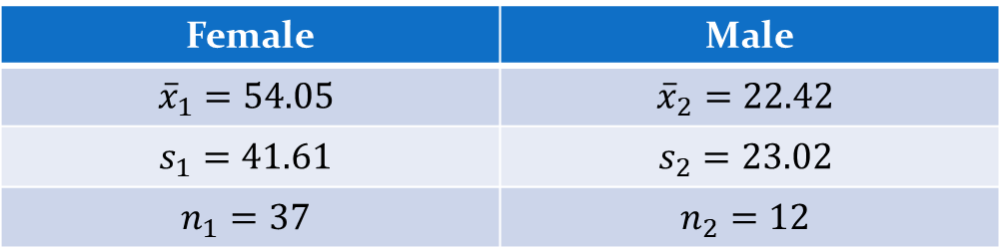 Female Male
x̄₁ = 54.05 x̄₂ = 22.42
s₁ = 41.61 s₂ = 23.02
n₁ = 37 n₂ = 12